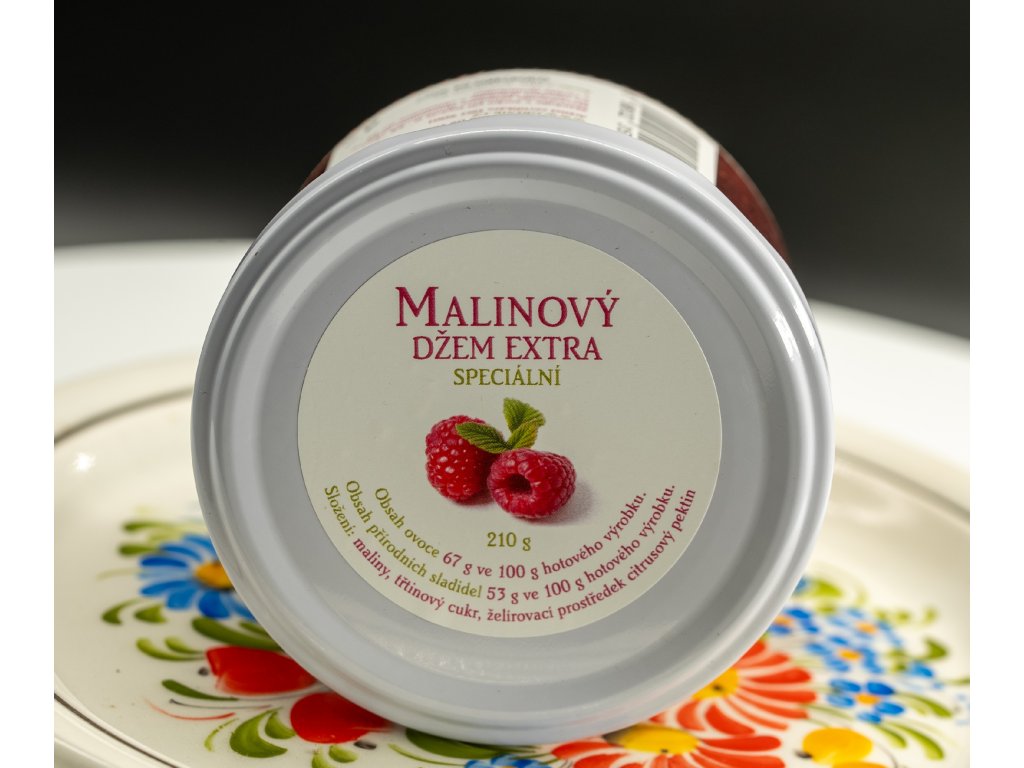 MALINOVÝ
DŽEM EXTRA
SPECIÁLNÍ
210 g
Obsah ovoce 67 g ve 100 g hotového výrobku.
Obsah přírodních sladidel 53 g ve 100 g hotového výrobku.
Složení: maliny, třtinový cukr, želírovací prostředek citrusový pektin